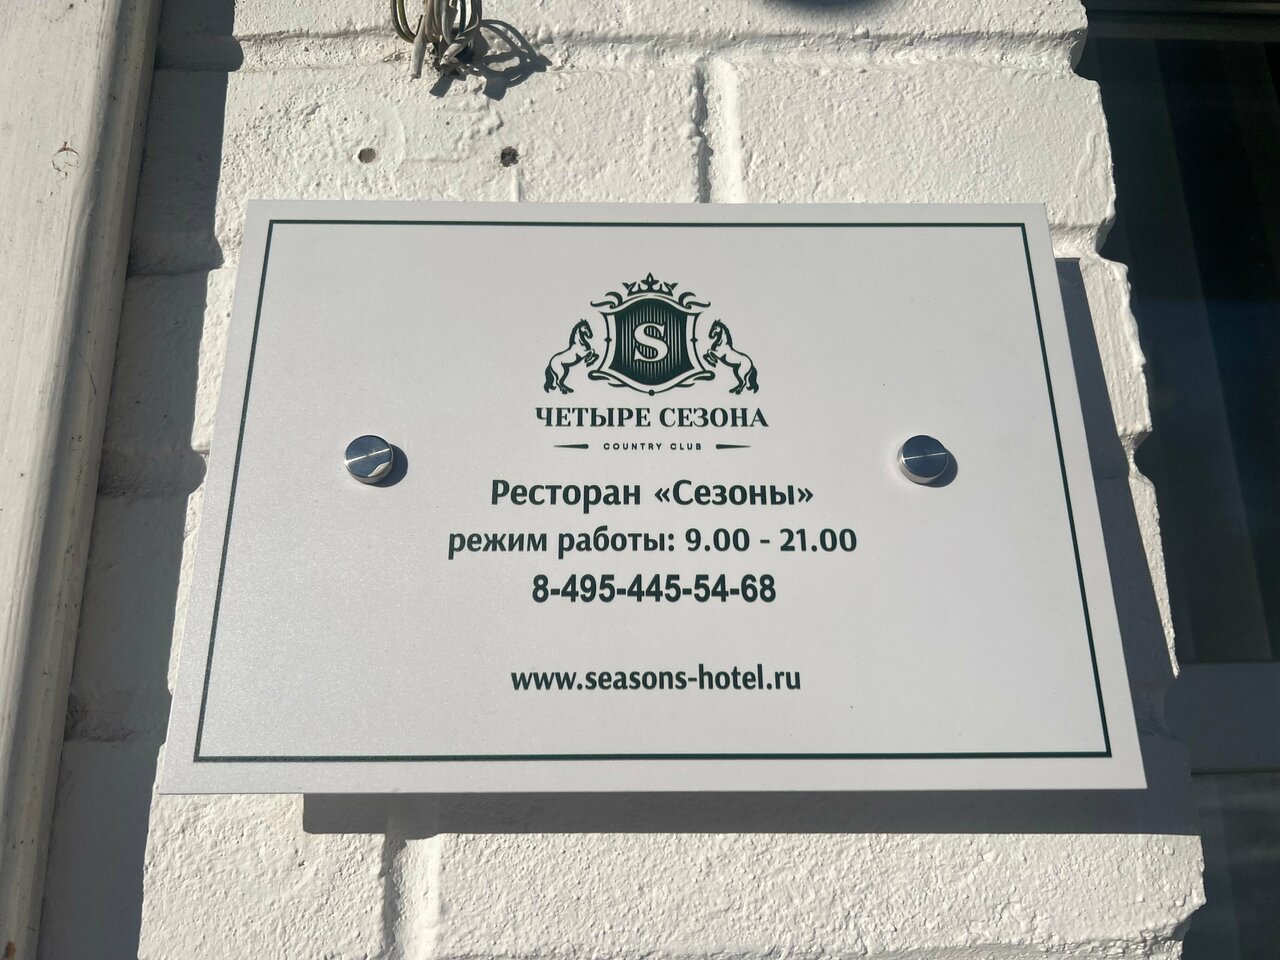 S
ЧЕТЫРЕ СЕЗОНА
COUNTRY CLUB
Ресторан «Сезоны»
режим работы: 9.00 - 21.00
8-495-445-54-68
www.seasons-hotel.ru